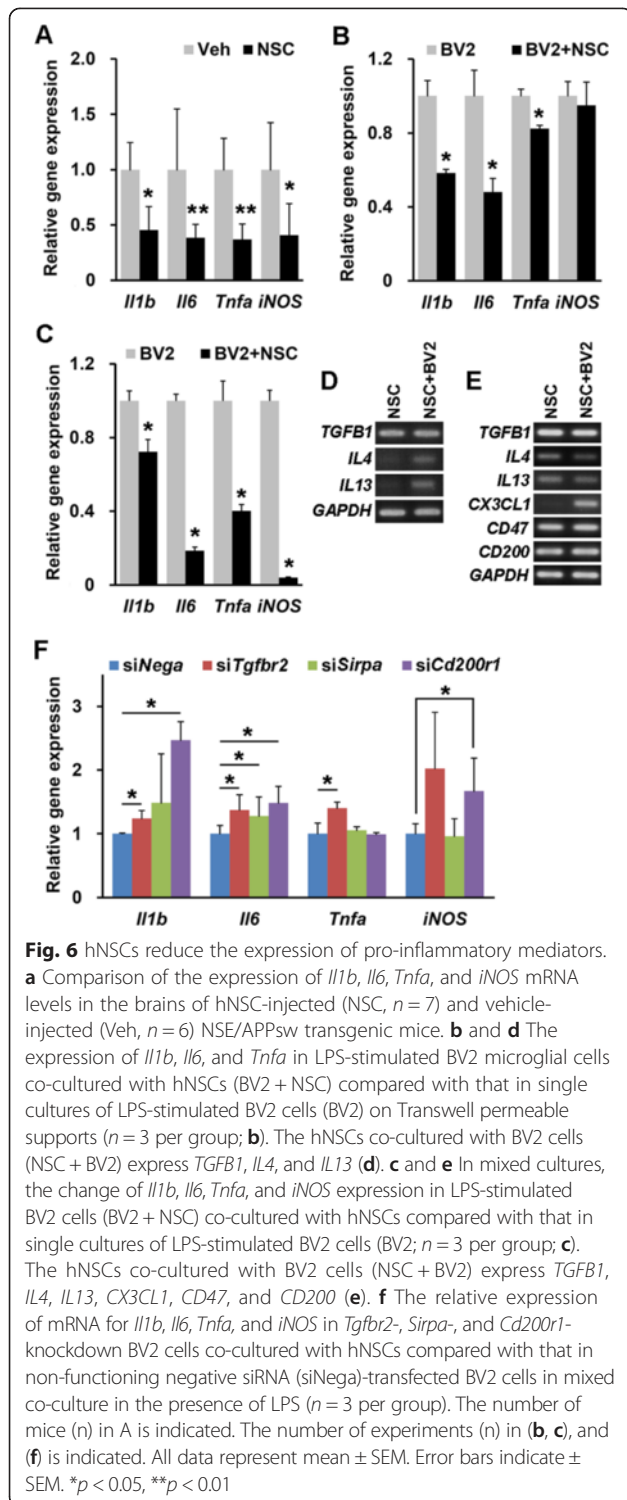 A
Veh NSC
Relative gene expression
2.0
1.5
1.0
0.5
0
* ** ** *
Il1b Il6 Tnfa iNOS
B
BV2 BV2+NSC
Relative gene expression
1.2
0.8
0.4
0
* * *
Il1b Il6 Tnfa iNOS
C
BV2 BV2+NSC
Relative gene expression
1.2
0.8
0.4
0
* * * *
Il1b Il6 Tnfa iNOS
D
NSC NSC+BV2
TGFB1
IL4
IL13
GAPDH
E
NSC NSC+BV2
TGFB1
IL4
IL13
CX3CL1
CD47
CD200
GAPDH
F
siNega siTgfbr2 siSirpa siCd200r1
Relative gene expression
3
2
1
0
* * * * * * *
Il1b Il6 Tnfa iNOS
Fig. 6 hNSCs reduce the expression of pro-inflammatory mediators.
a Comparison of the expression of Il1b, Il6, Tnfa, and iNOS mRNA
levels in the brains of hNSC-injected (NSC, n = 7) and vehicle-
injected (Veh, n = 6) NSE/APPsw transgenic mice. b and d The
expression of Il1b, Il6, and Tnfa in LPS-stimulated BV2 microglial cells
co-cultured with hNSCs (BV2 + NSC) compared with that in single
cultures of LPS-stimulated BV2 cells (BV2) on Transwell permeable
supports (n = 3 per group; b). The hNSCs co-cultured with BV2 cells
(NSC + BV2) express TGFB1, IL4, and IL13 (d). c and e In mixed cultures,
the change of Il1b, Il6, Tnfa, and iNOS expression in LPS-stimulated
BV2 cells (BV2 + NSC) co-cultured with hNSCs compared with that in
single cultures of LPS-stimulated BV2 cells (BV2; n = 3 per group; c).
The hNSCs co-cultured with BV2 cells (NSC + BV2) express TGFB1,
IL4, IL13, CX3CL1, CD47, and CD200 (e). f The relative expression
of mRNA for Il1b, Il6, Tnfa, and iNOS in Tgfbr2-, Sirpa-, and Cd200r1-
knockdown BV2 cells co-cultured with hNSCs compared with that in
non-functioning negative siRNA (siNega)-transfected BV2 cells in mixed
co-culture in the presence of LPS (n = 3 per group). The number of
mice (n) in A is indicated. The number of experiments (n) in (b, c), and
(f) is indicated. All data represent mean ± SEM. Error bars indicate ±
SEM. *p < 0.05, **p < 0.01